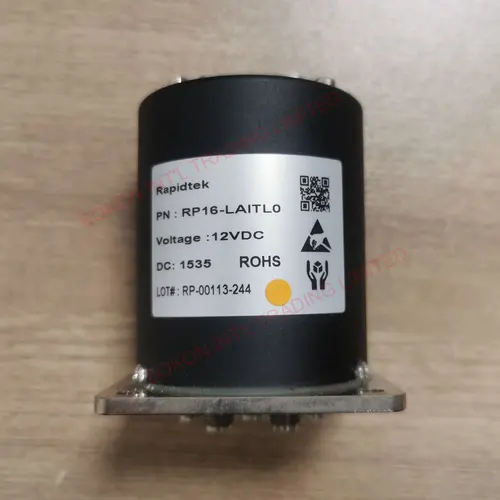 Rapidtek
PN : RP16-LAITL0
Voltage :12VDC
DC: 1535 ROHS
LOT#: RP-00113-244